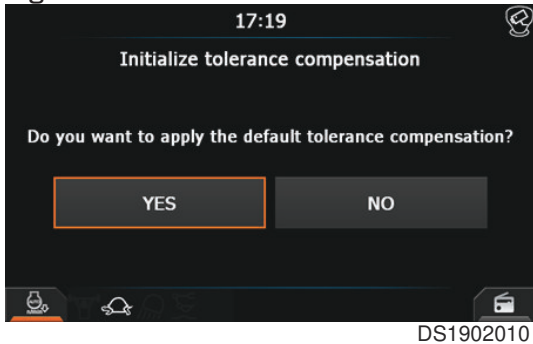 17:19
Initialize tolerance compensation
Do you want to apply the default tolerance compensation?
YES
NO
DS1902010